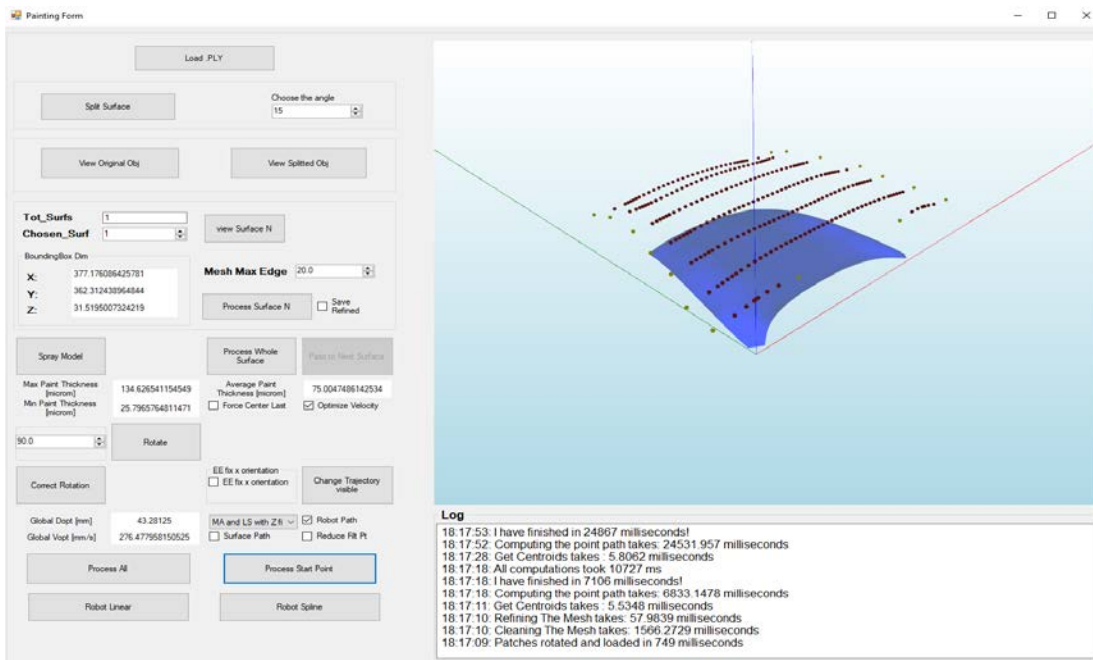 Painting Form
Load .PLY
Split Surface
Choose the angle
15
View Original Obj
View Splitted Obj
Tot_Surfs 1
Chosen_Surf 1
view Surface N
BoundingBox Dim
X: 377.176086425781
Y: 362.312438964844
Z: 31.5195007324219
Mesh Max Edge 20.0
Process Surface N
Save
Refined
Spray Model
Process Whole
Surface
Pass to Next Surface
Max Paint Thickness
[microm]
134.626541154549
Min Paint Thickness
[microm]
25.7965764811471
Average Paint
Thickness [microm]
75.0047486142534
Force Center Last
Optimize Velocity
90.0
Rotate
Correct Rotation
EE fix x orientation
EE fix x orientation
Change Trajectory
visible
Global Dopt [mm] 43.28125
Global Vopt [mm/s] 276.477958150525
MA and LS with Z fi
Robot Path
Surface Path
Reduce Filt Pt
Process All
Process Start Point
Robot Linear
Robot Spline
Log
18:17:53: I have finished in 24867 milliseconds!
18:17:52: Computing the point path takes: 24531.957 milliseconds
18:17:28: Get Centroids takes : 5.8062 milliseconds
18:17:18: All computations took 10727 ms
18:17:18: I have finished in 7106 milliseconds!
18:17:18: Computing the point path takes: 6833.1478 milliseconds
18:17:11: Get Centroids takes : 5.5348 milliseconds
18:17:10: Refining The Mesh takes: 57.9839 milliseconds
18:17:10: Cleaning The Mesh takes: 1566.2729 milliseconds
18:17:09: Patches rotated and loaded in 749 milliseconds